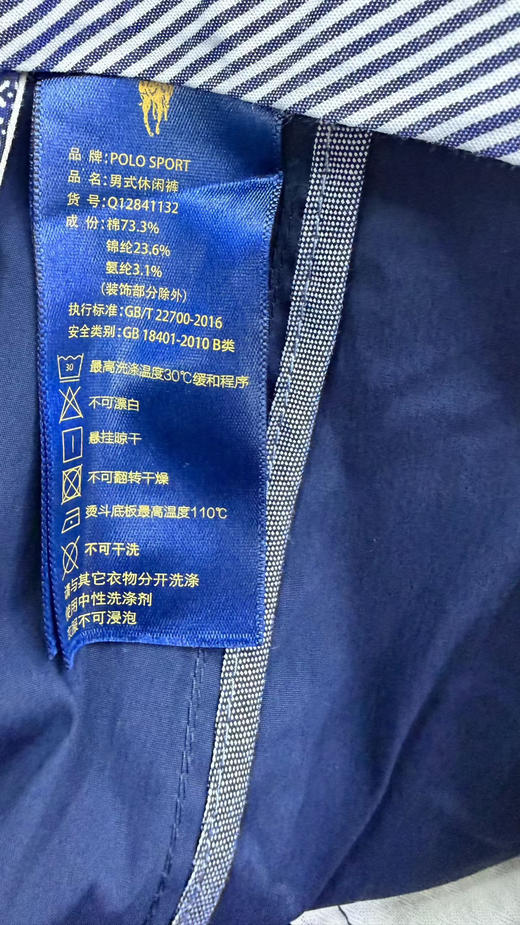 品 牌:POLO SPORT
品 名:男式休闲裤
货 号:Q12841132
成 份:棉73.3%
锦纶23.6%
氨纶3.1%
(装饰部分除外)
执行标准:GB/T 22700-2016
安全类别:GB 18401-2010 B类
30 最高洗涤温度30℃缓和程序
不可漂白
悬挂晾干
不可翻转干燥
烫斗底板最高温度110℃
不可干洗
请与其它衣物分开洗涤
使用中性洗涤剂
不可浸泡